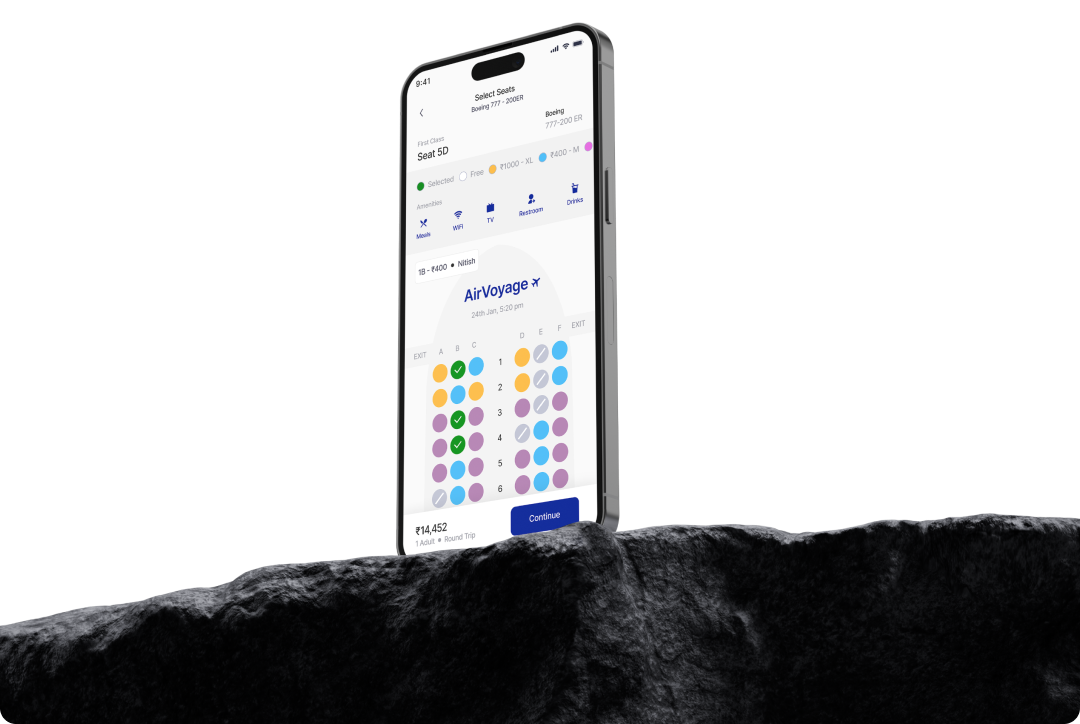 9:41
Select Seats
Boeing 777 - 200ER
First Class
Seat 5D
Boeing
777-200 ER
Selected Free ₹1000 - XL ₹400 - M
Amenities
Meals WiFi TV Restroom Drinks
1B - ₹400 • Nitish
AirVoyage
24th Jan, 5:20 pm
EXIT A B C D E F EXIT
1
2
3
4
5
6
₹14,452
1 Adult • Round Trip
Continue